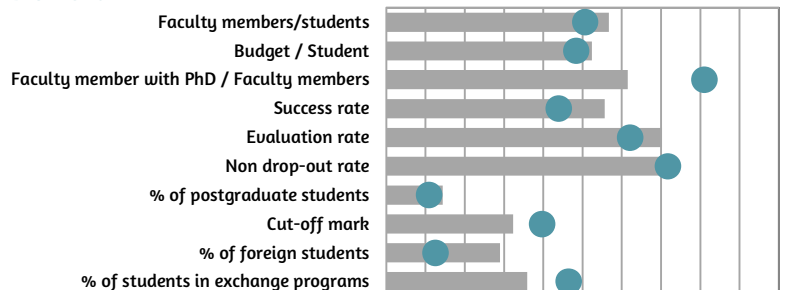 Faculty members/students
Budget / Student
Faculty member with PhD / Faculty members
Success rate
Evaluation rate
Non drop-out rate
% of postgraduate students
Cut-off mark
% of foreign students
% of students in exchange programs